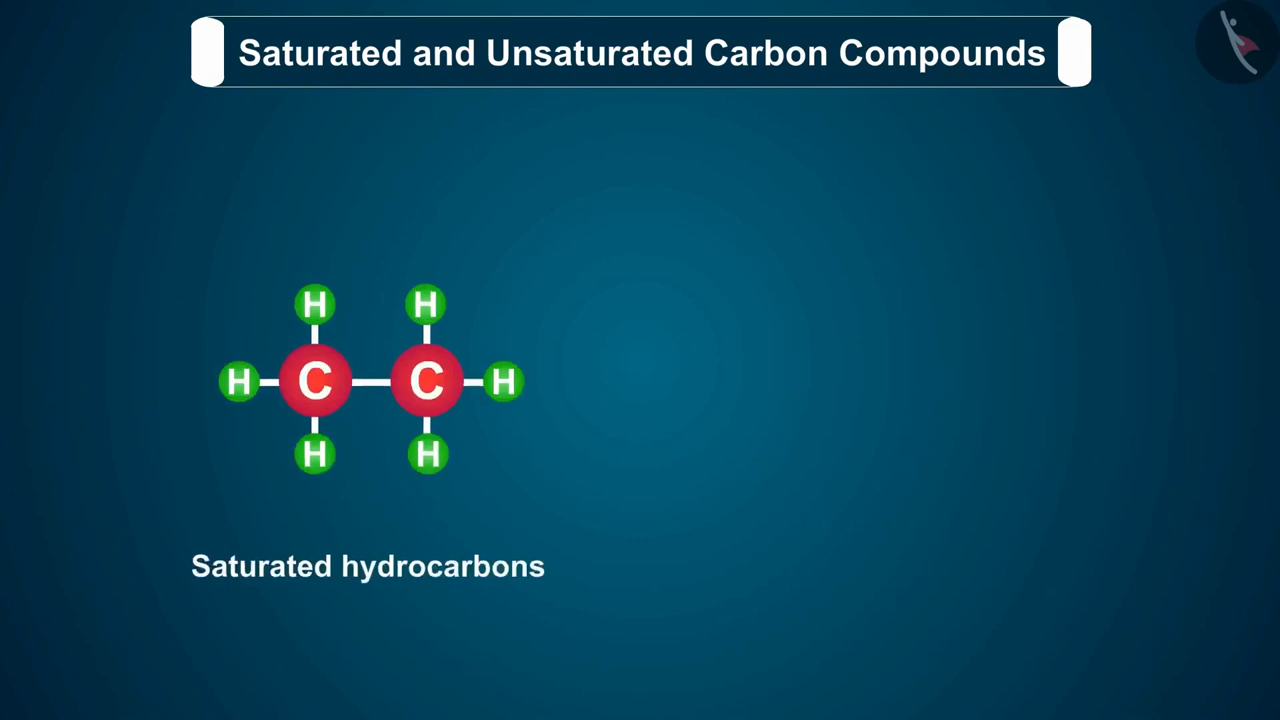 Saturated and Unsaturated Carbon Compounds
H H
H C C H
H H
Saturated hydrocarbons